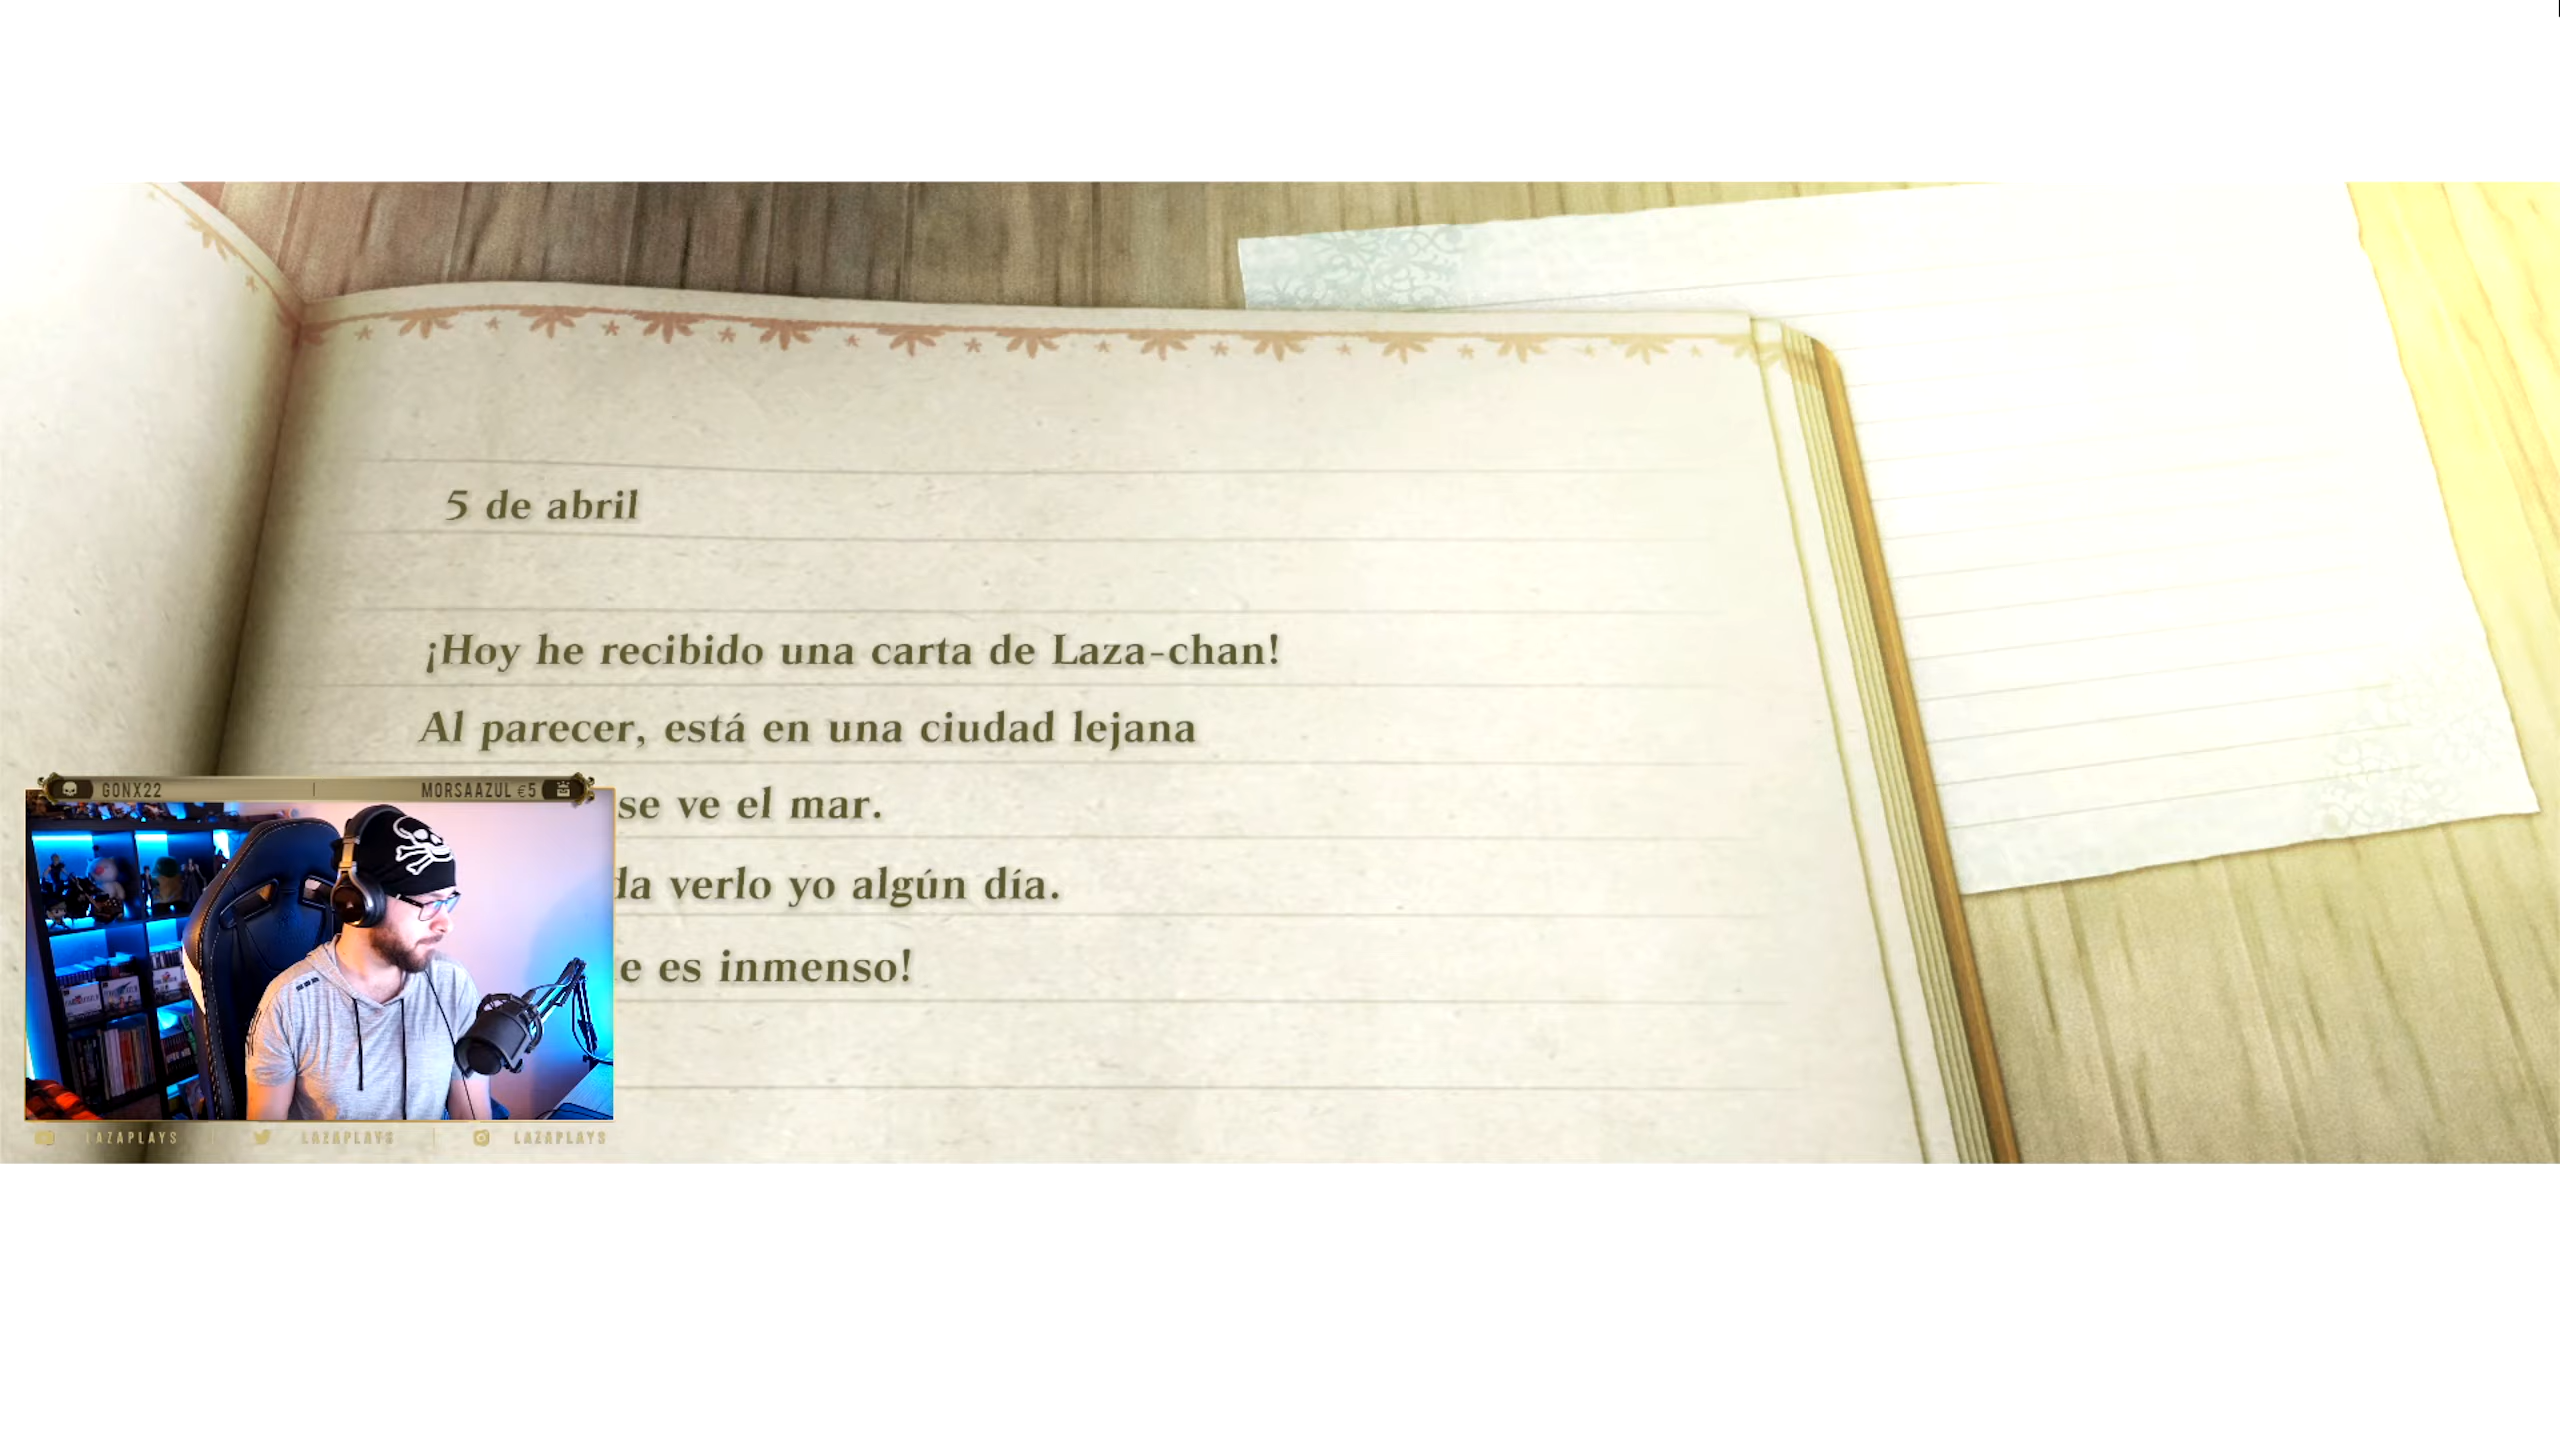 5 de abril
¡Hoy he recibido una carta de Laza-chan!
Al parecer, está en una ciudad lejana
se ve el mar.
verlo yo algún día.
es inmenso!
GONX22 | MORSAAZUL €5
LAZAPLAYS | LAZAPLAYS | LAZAPLAYS